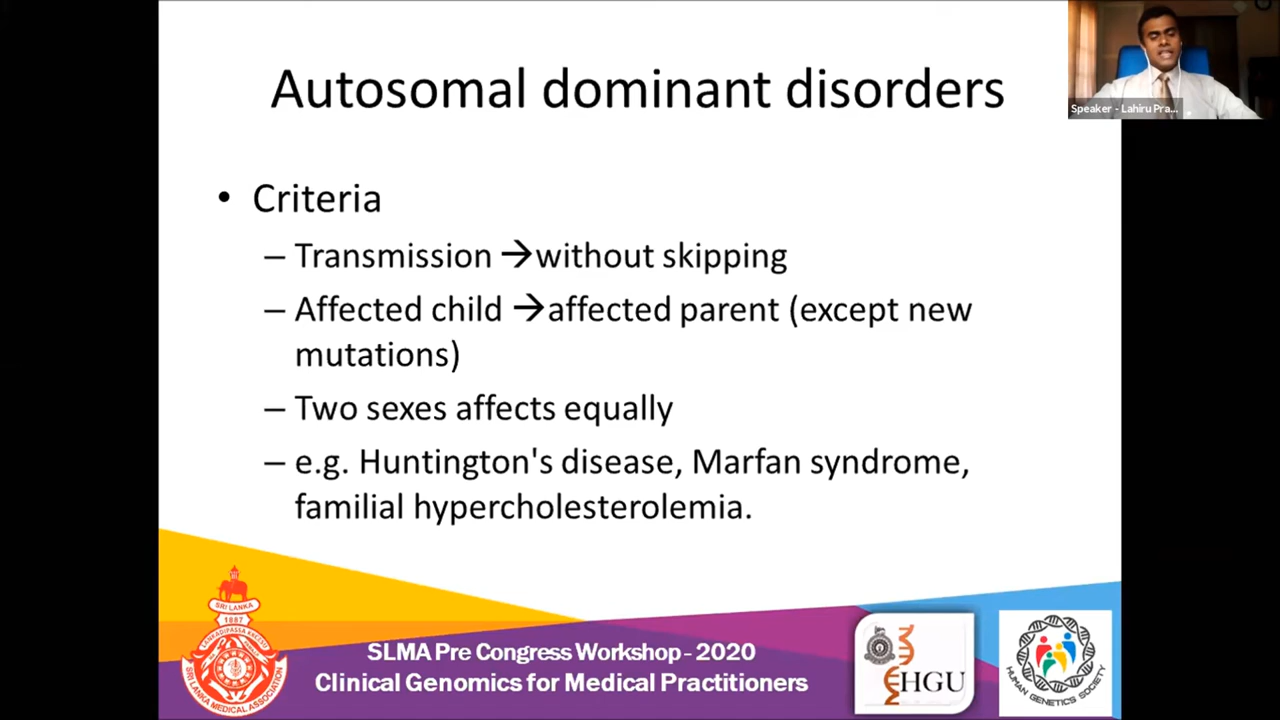 Autosomal dominant disorders
Speaker - Lahiru Pra...
• Criteria
– Transmission →without skipping
– Affected child →affected parent (except new
mutations)
– Two sexes affects equally
– e.g. Huntington's disease, Marfan syndrome,
familial hypercholesterolemia.
SRI LANKA
1887
SRI LANKA MEDICAL ASSOCIATION
SLMA Pre Congress Workshop - 2020
Clinical Genomics for Medical Practitioners
HGU
HUMAN GENETICS SOCIETY